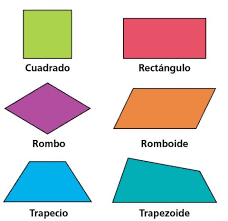 Cuadrado Rectángulo
Rombo Romboide
Trapecio Trapezoide